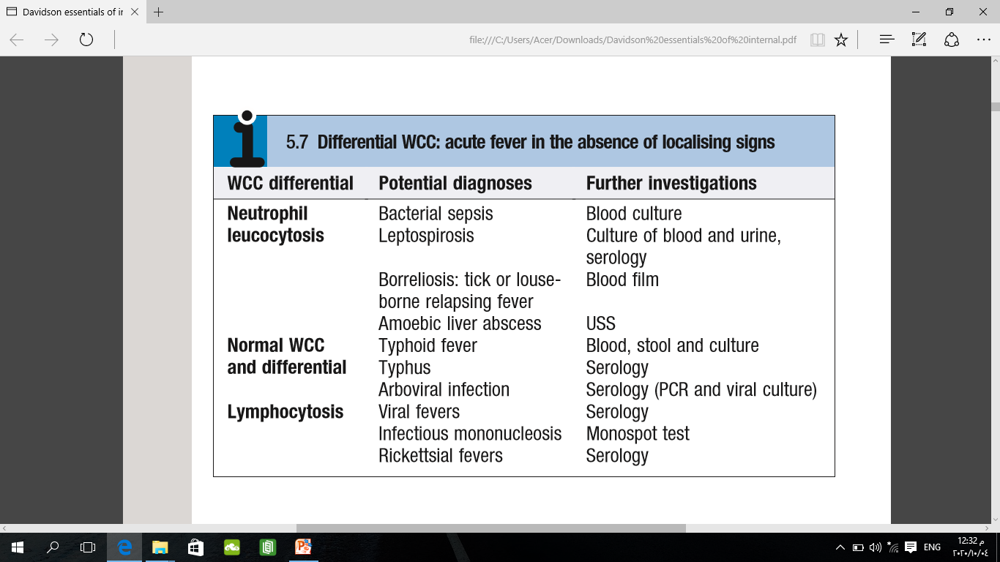 Davidson essentials of ir
file:///C:/Users/Acer/Downloads/Davidson%20essentials%20of%20internal.pdf
5.7 Differential WCC: acute fever in the absence of localising signs
WCC differential Potential diagnoses Further investigations
Neutrophil Bacterial sepsis Blood culture
leucocytosis Leptospirosis Culture of blood and urine,
serology
Borreliosis: tick or louse- Blood film
borne relapsing fever
Amoebic liver abscess USS
Normal WCC Typhoid fever Blood, stool and culture
and differential Typhus Serology
Arboviral infection Serology (PCR and viral culture)
Lymphocytosis Viral fevers Serology
Infectious mononucleosis Monospot test
Rickettsial fevers Serology
ENG
12:32 م
٢٠٢٠/١٠/٠٤